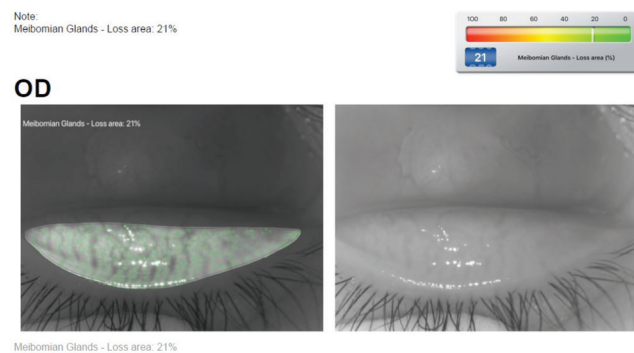 Note:
Meibomian Glands - Loss area: 21%
100 80 60 40 20 0
21 Meibomian Glands - Loss area (%)
OD
Meibomian Glands - Loss area: 21%
Meibomian Glands - Loss area: 21%